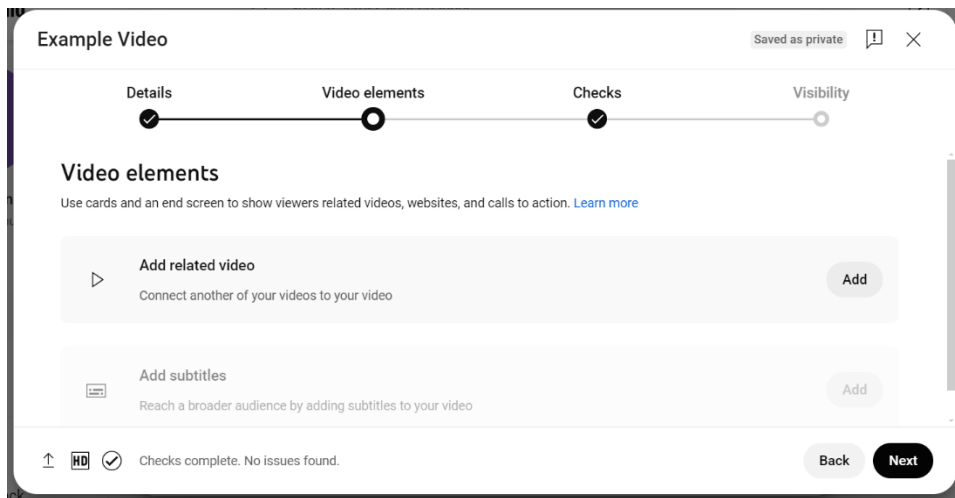 Example Video
Saved as private
Details
Video elements
Checks
Visibility
Video elements
Use cards and an end screen to show viewers related videos, websites, and calls to action. Learn more
Add related video
Connect another of your videos to your video
Add
Add subtitles
Reach a broader audience by adding subtitles to your video
Add
HD
Checks complete. No issues found.
Back
Next